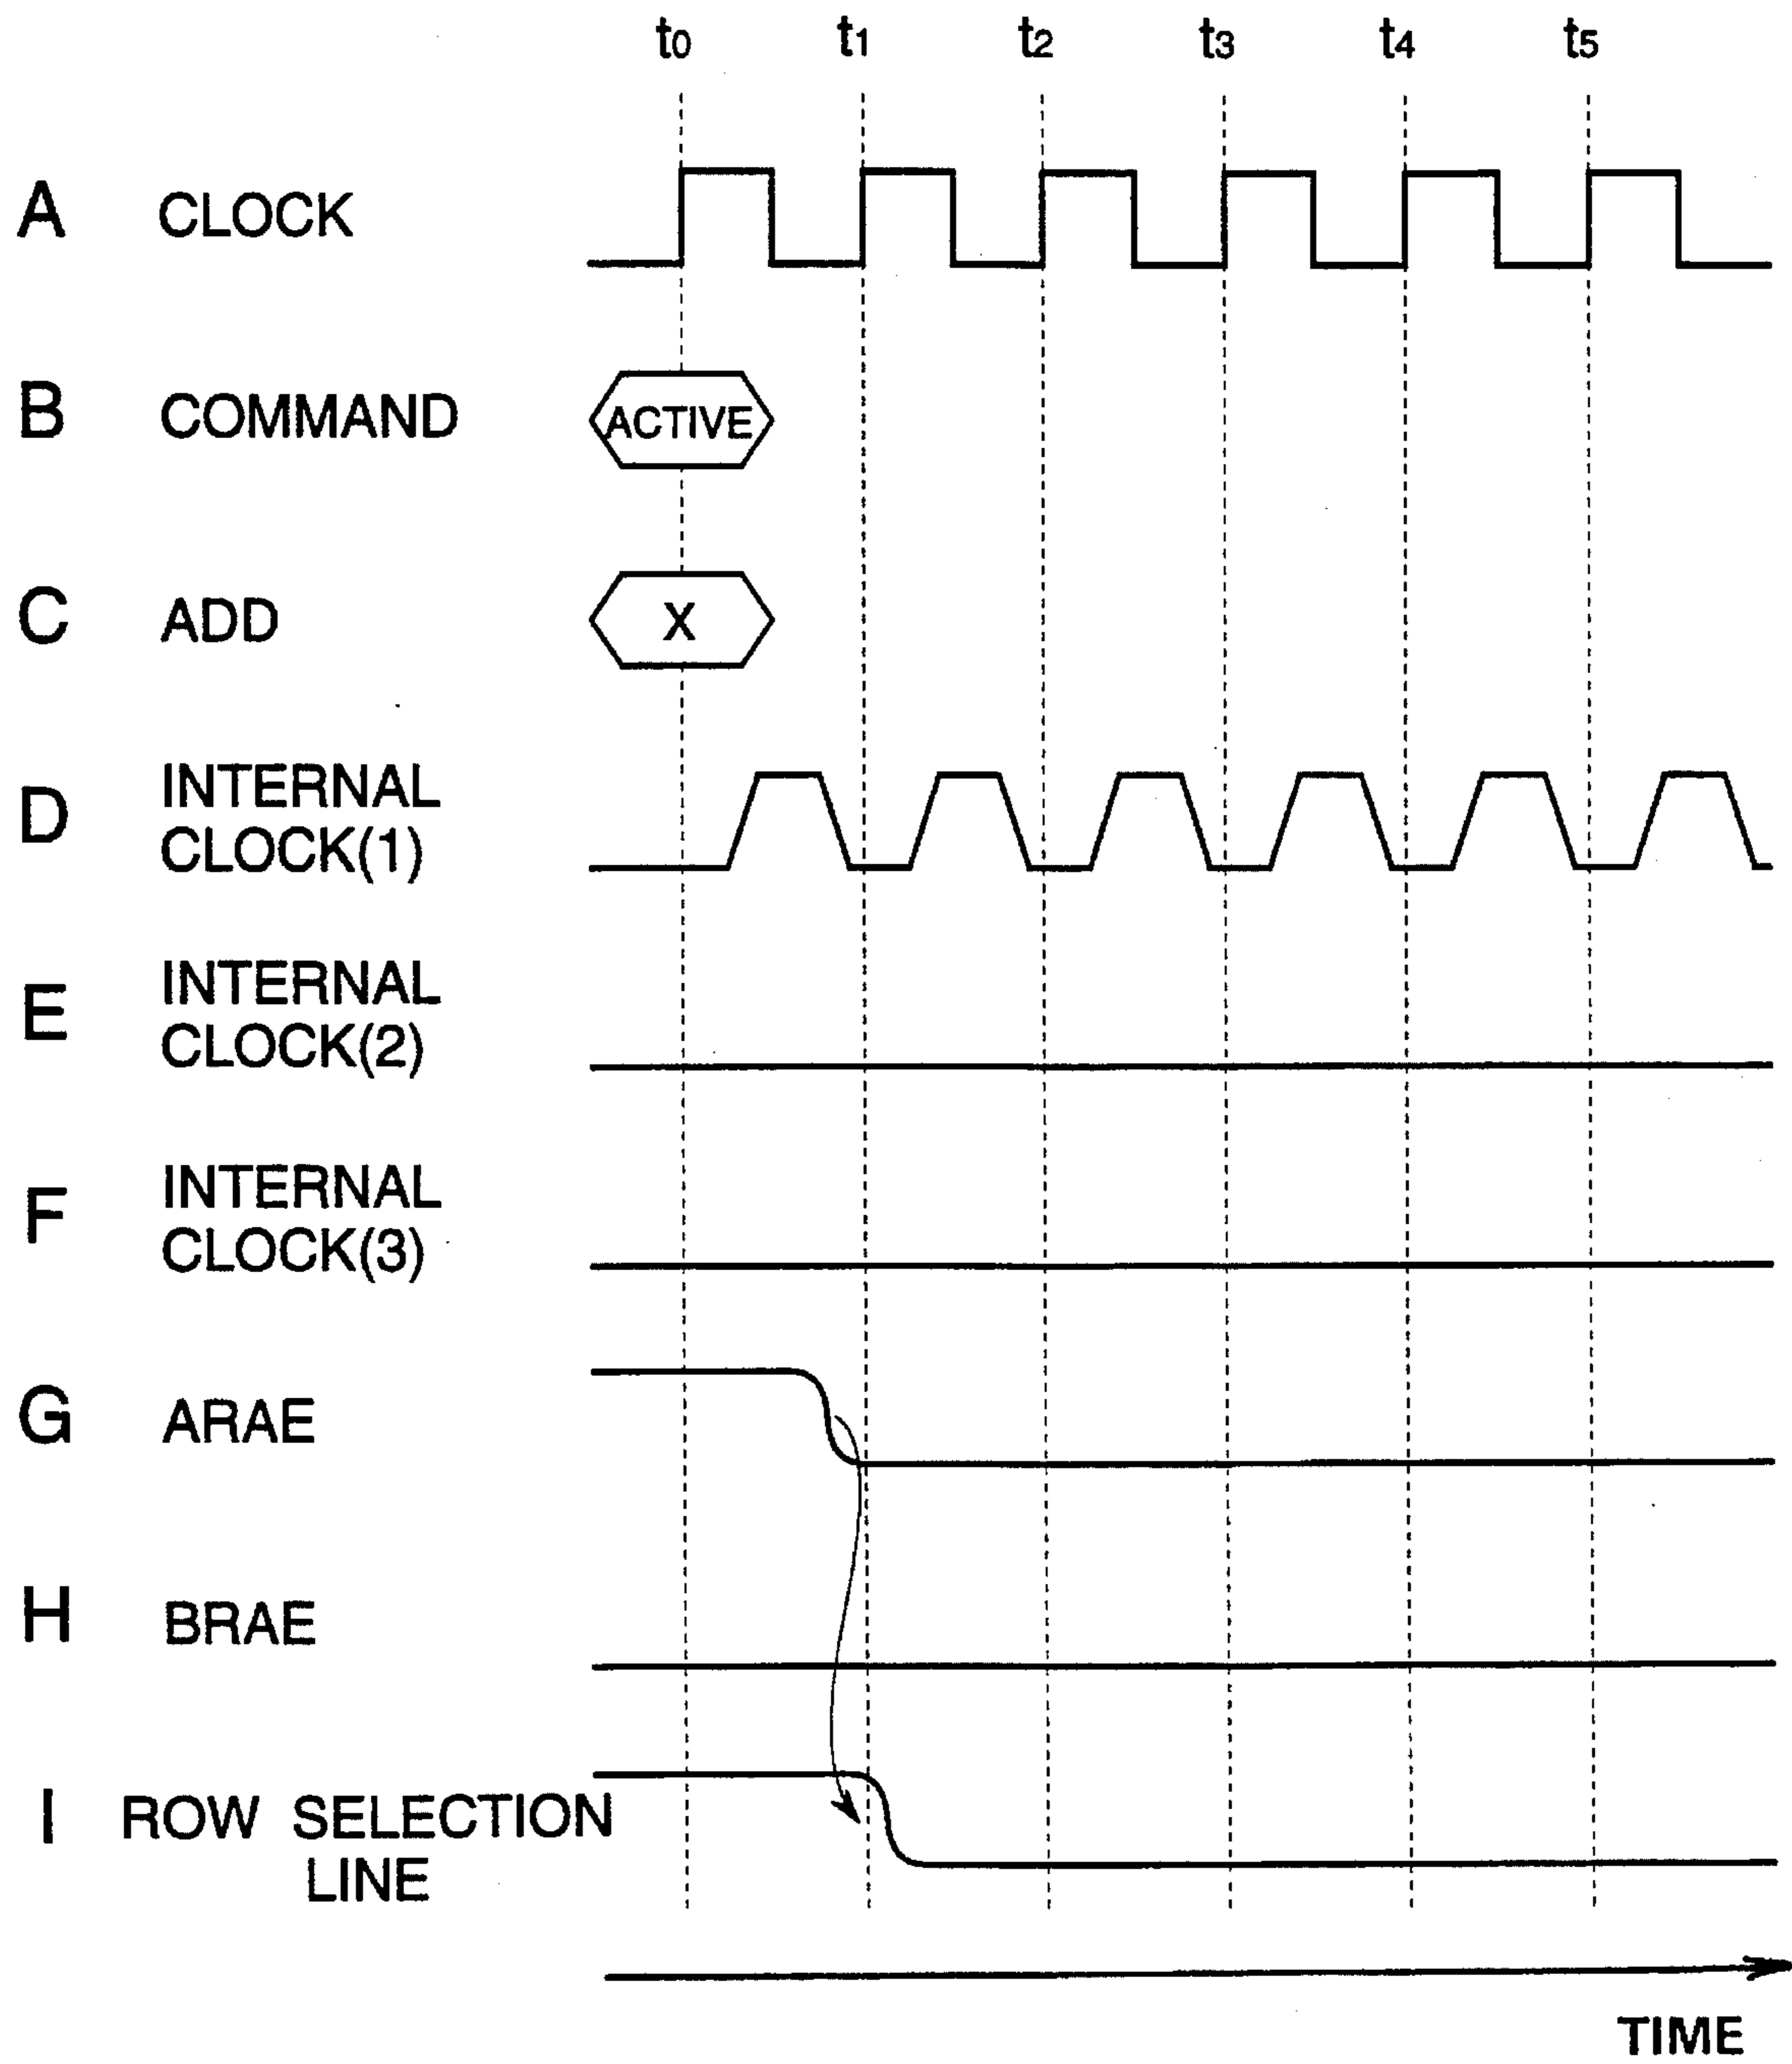 t0 t1 t2 t3 t4 t5
A CLOCK
B COMMAND ACTIVE
C ADD X
D INTERNAL
CLOCK(1)
E INTERNAL
CLOCK(2)
F INTERNAL
CLOCK(3)
G ARAE
H BRAE
I ROW SELECTION
LINE
TIME